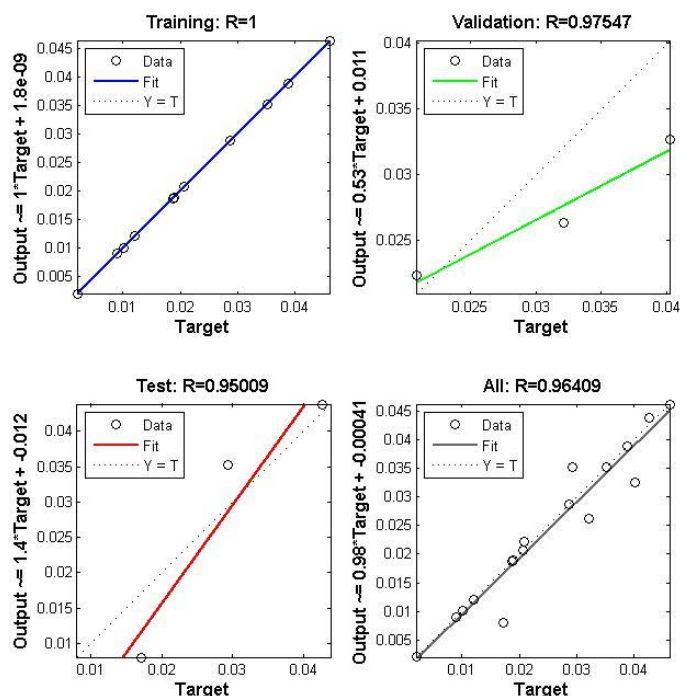 Training: R=1
Output ~= 1*Target + 1.8e-09
Data
Fit
Y = T
0.045
0.04
0.035
0.03
0.025
0.02
0.015
0.01
0.005
0.01 0.02 0.03 0.04
Target
Validation: R=0.97547
Output ~= 0.53*Target + 0.011
Data
Fit
Y = T
0.04
0.035
0.03
0.025
0.025 0.03 0.035 0.04
Target
Test: R=0.95009
Output ~= 1.4*Target + -0.012
Data
Fit
Y = T
0.04
0.035
0.03
0.025
0.02
0.015
0.01
0.01 0.02 0.03 0.04
Target
All: R=0.96409
Output ~= 0.98*Target + -0.00041
Data
Fit
Y = T
0.045
0.04
0.035
0.03
0.025
0.02
0.015
0.01
0.005
0.01 0.02 0.03 0.04
Target